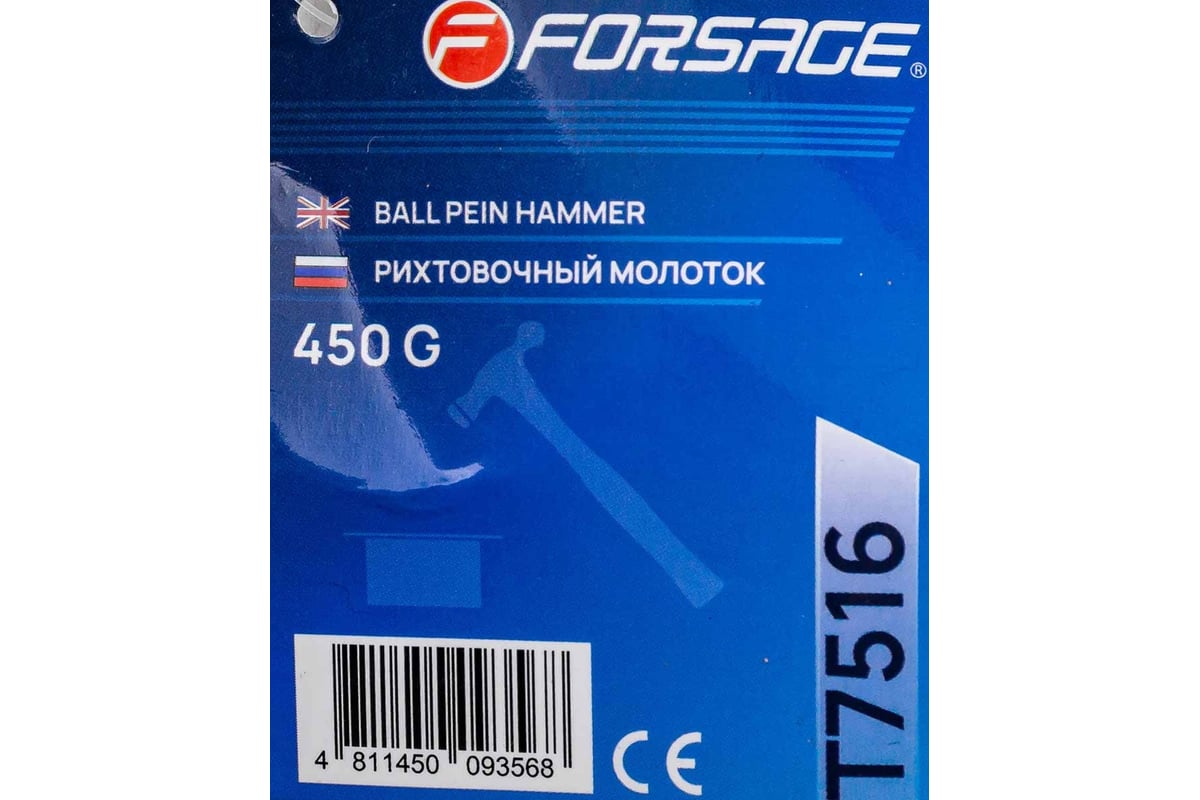 FORSAGE®
BALL PEIN HAMMER
РИХТОВОЧНЫЙ МОЛОТОК
450 G
T7516
4 811450 093568
CE